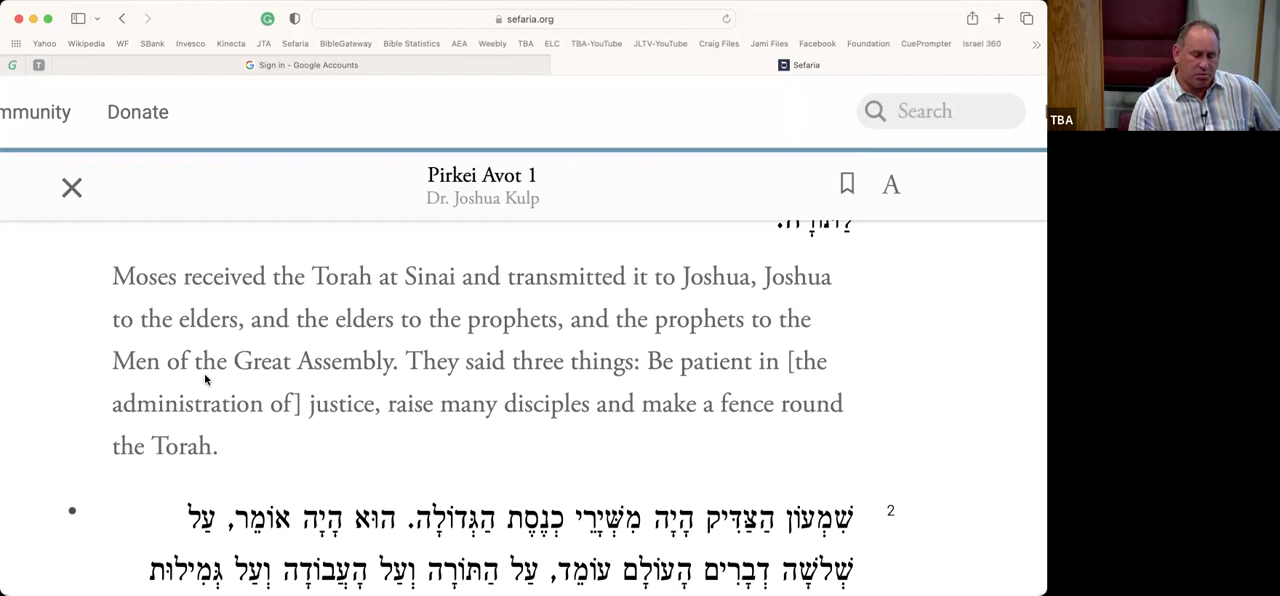 sefaria.org
Yahoo Wikipedia WF SBank Invesco Kinecta JTA Sefaria BibleGateway Bible Statistics AEA Weebly TBA ELC TBA-YouTube JLTV-YouTube Craig Files Jami Files Facebook Foundation CuePrompter Israel 360 »
G T Sign in - Google Accounts Sefaria
mmunity Donate Search
TBA
Pirkei Avot 1
Dr. Joshua Kulp
A
לַתּוֹרָה.
Moses received the Torah at Sinai and transmitted it to Joshua, Joshua
to the elders, and the elders to the prophets, and the prophets to the
Men of the Great Assembly. They said three things: Be patient in [the
administration of] justice, raise many disciples and make a fence round
the Torah.
2
שִׁמְעוֹן הַצַּדִּיק הָיָה מִשְּׁיָרֵי כְנֶסֶת הַגְּדוֹלָה. הוּא הָיָה אוֹמֵר, עַל
שְׁלשָׁה דְבָרִים הָעוֹלָם עוֹמֵד, עַל הַתּוֹרָה וְעַל הָעֲבוֹדָה וְעַל גְּמִילוּת